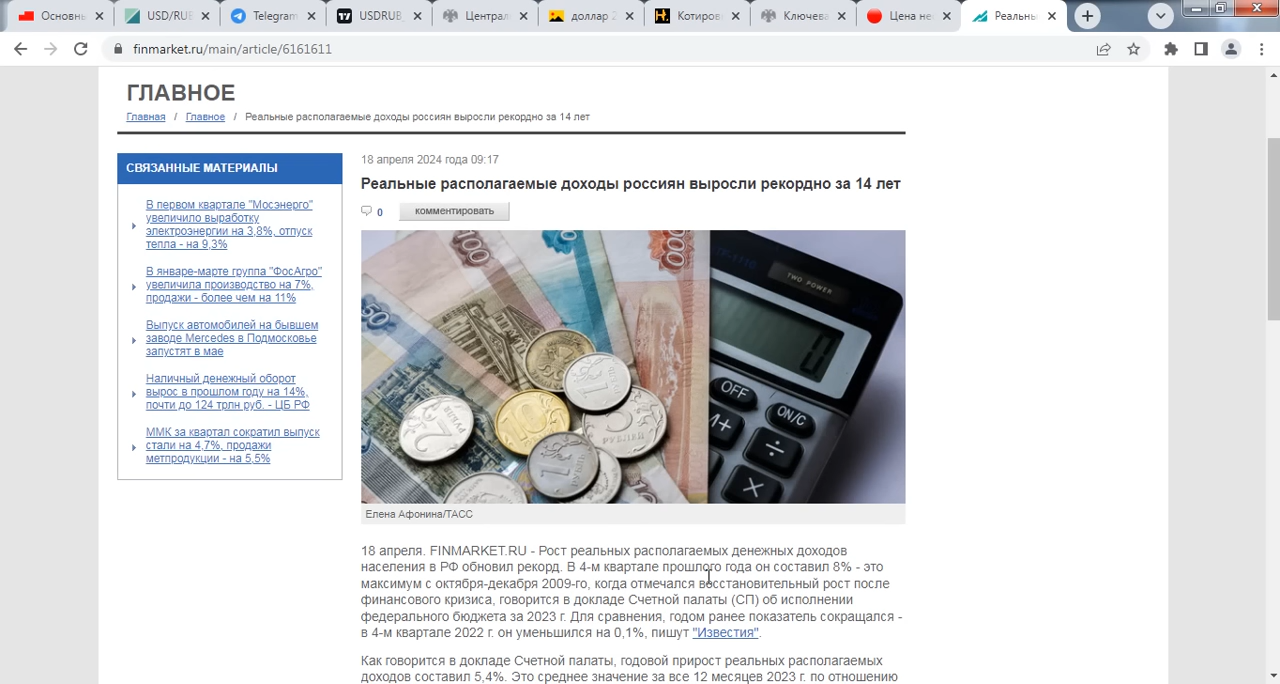 Основны
USD/RUB
Telegram
USDRUB
Централ
доллар 2
Котиров
Ключева
Цена не
Реальны
finmarket.ru/main/article/6161611
ГЛАВНОЕ
Главная / Главное / Реальные располагаемые доходы россиян выросли рекордно за 14 лет
СВЯЗАННЫЕ МАТЕРИАЛЫ
В первом квартале "Мосэнерго"
увеличило выработку
электроэнергии на 3,8%, отпуск
тепла - на 9,3%
В январе-марте группа "ФосАгро"
увеличила производство на 7%,
продажи - более чем на 11%
Выпуск автомобилей на бывшем
заводе Mercedes в Подмосковье
запустят в мае
Наличный денежный оборот
вырос в прошлом году на 14%,
почти до 124 трлн руб. - ЦБ РФ
ММК за квартал сократил выпуск
стали на 4,7%, продажи
метпродукции - на 5,5%
18 апреля 2024 года 09:17
Реальные располагаемые доходы россиян выросли рекордно за 14 лет
0 комментировать
TWO POWER
0
OFF
ON/C
Елена Афонина/ТАСС
18 апреля. FINMARKET.RU - Рост реальных располагаемых денежных доходов
населения в РФ обновил рекорд. В 4-м квартале прошлого года он составил 8% - это
максимум с октября-декабря 2009-го, когда отмечался восстановительный рост после
финансового кризиса, говорится в докладе Счетной палаты (СП) об исполнении
федерального бюджета за 2023 г. Для сравнения, годом ранее показатель сокращался -
в 4-м квартале 2022 г. он уменьшился на 0,1%, пишут "Известия".
Как говорится в докладе Счетной палаты, годовой прирост реальных располагаемых
доходов составил 5,4%. Это среднее значение за все 12 месяцев 2023 г. по отношению